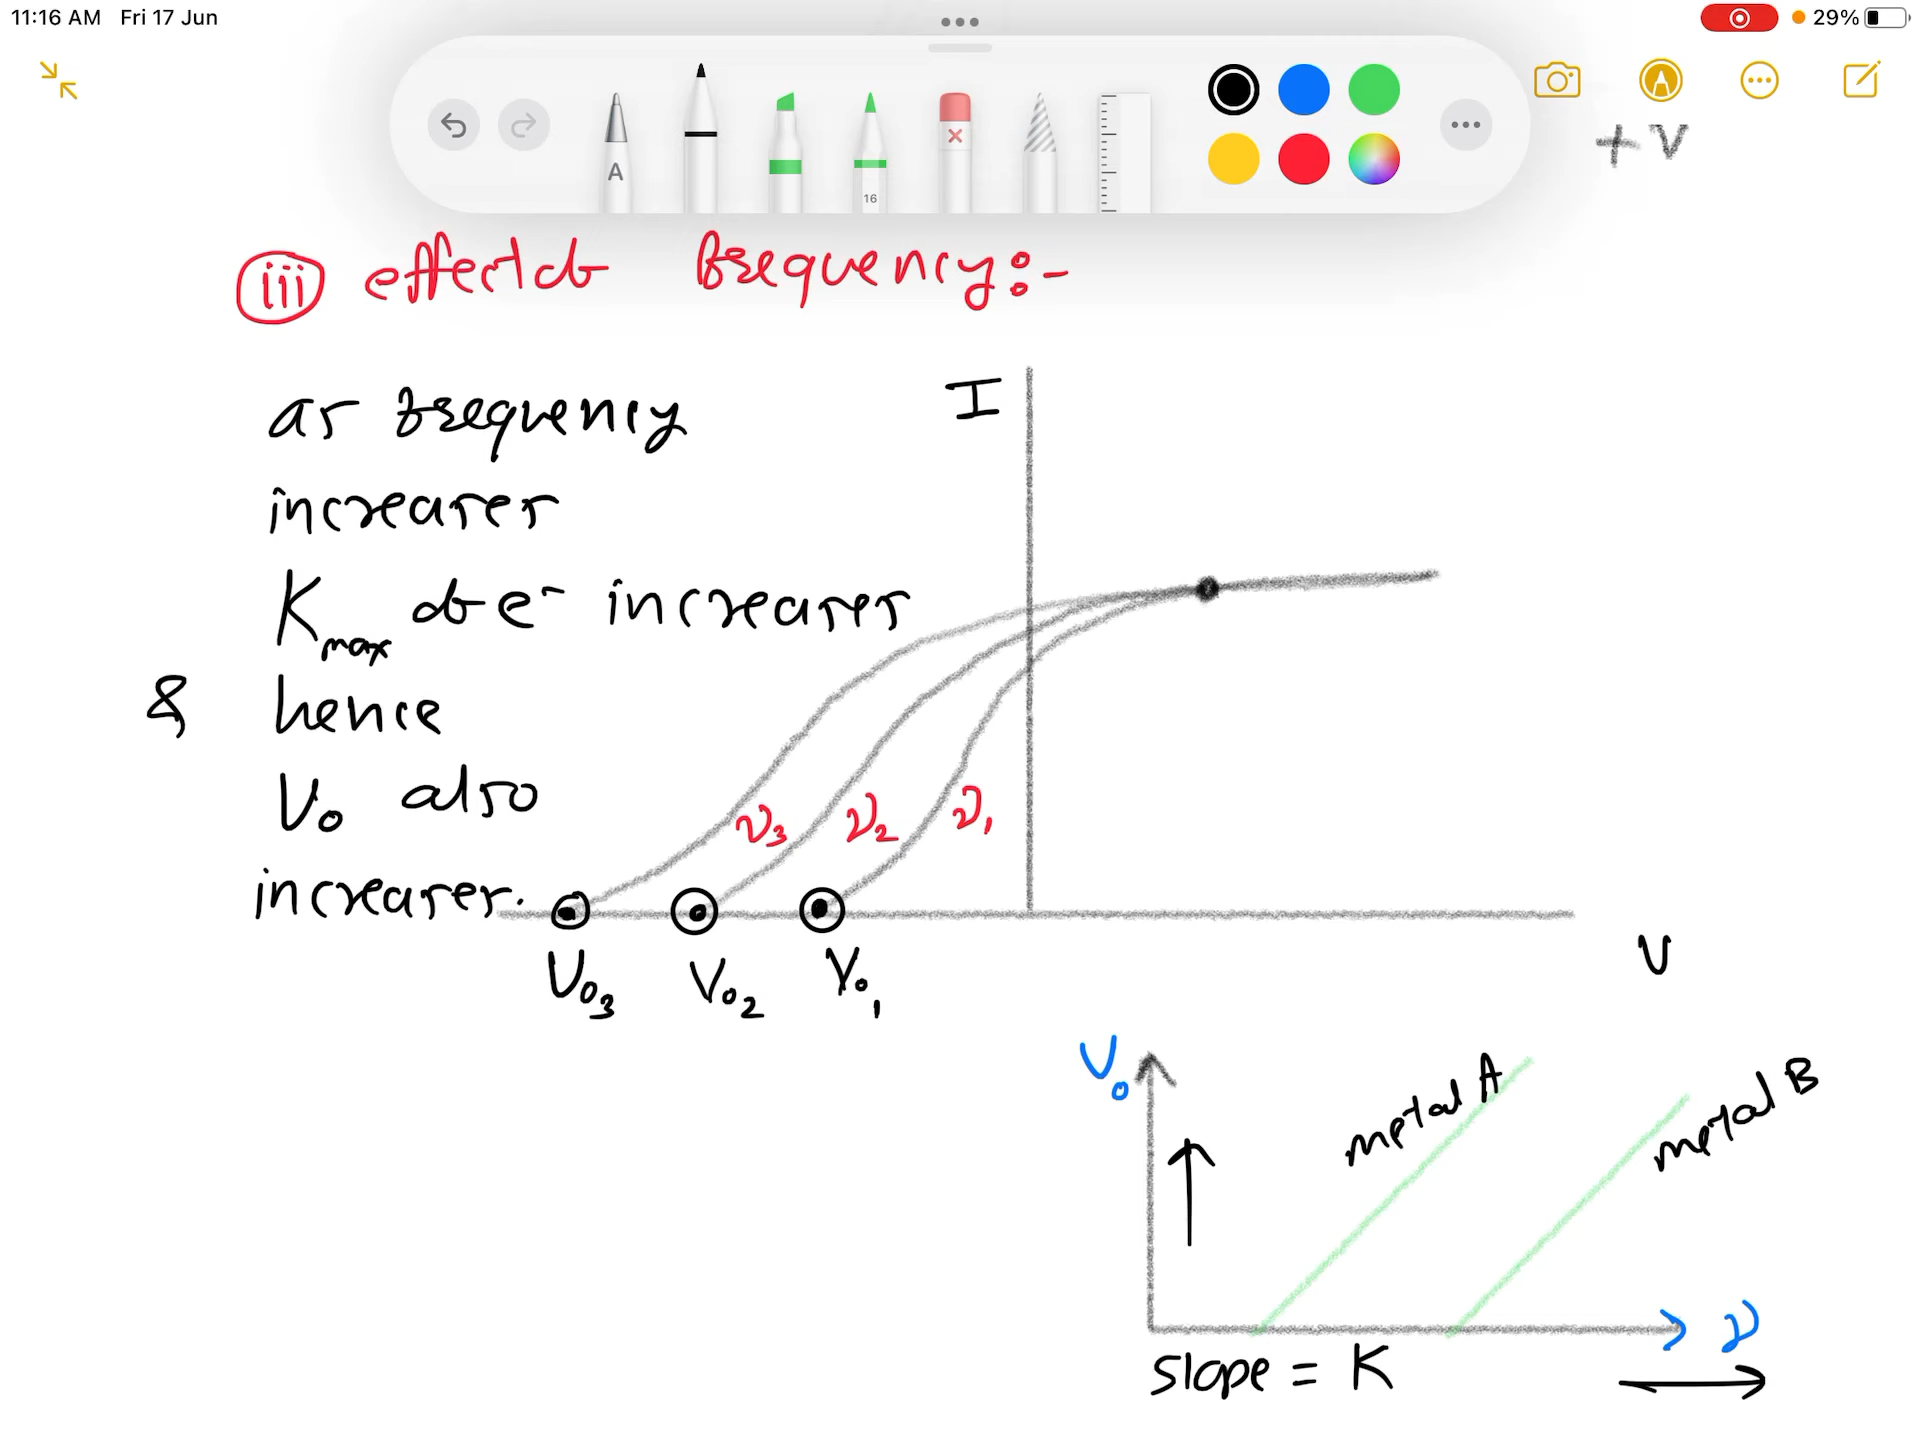 11:16 AM Fri 17 Jun
29%
A
16
+ V
(iii) effect of frequency:-
as frequency
increases
Kmax of e- increases
& hence
V₀ also
increases.
I
ν₃ ν₂ ν₁
V₀₃ V₀₂ V₀₁
V
V₀
metal A
metal B
ν
slope = K